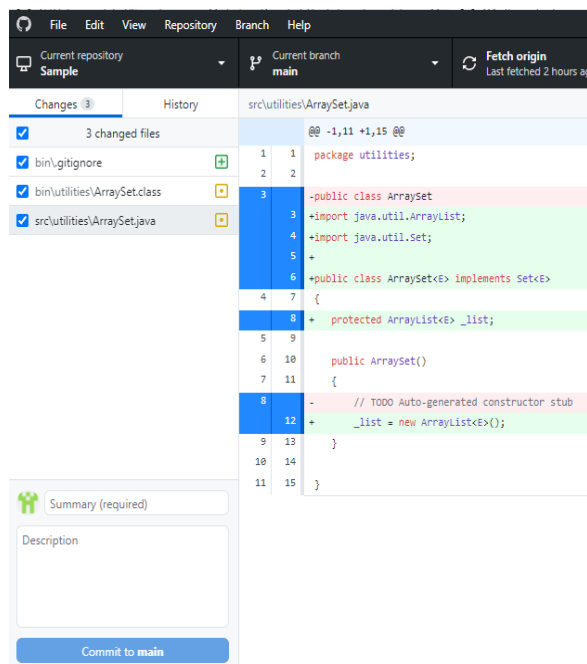 File Edit View Repository Branch Help
Current repository
Sample
Current branch
main
Fetch origin
Last fetched 2 hours ag
Changes 3 History
src\utilities\ArraySet.java
3 changed files
bin\.gitignore
bin\utilities\ArraySet.class
src\utilities\ArraySet.java
@@ -1,11 +1,15 @@
1 1 package utilities;
2 2
3 -public class ArraySet
3 +import java.util.ArrayList;
4 +import java.util.Set;
5 +
6 +public class ArraySet<E> implements Set<E>
4 7 {
8 + protected ArrayList<E> _list;
5 9
6 10 public ArraySet()
7 11 {
8 - // TODO Auto-generated constructor stub
12 + _list = new ArrayList<E>();
9 13 }
10 14
11 15 }
Summary (required)
Description
Commit to main